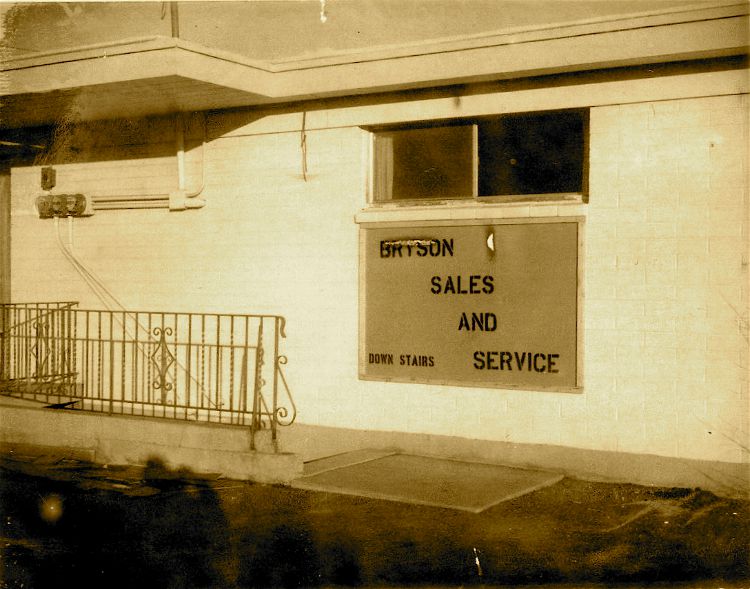 BRYSON
SALES
AND
DOWN STAIRS SERVICE